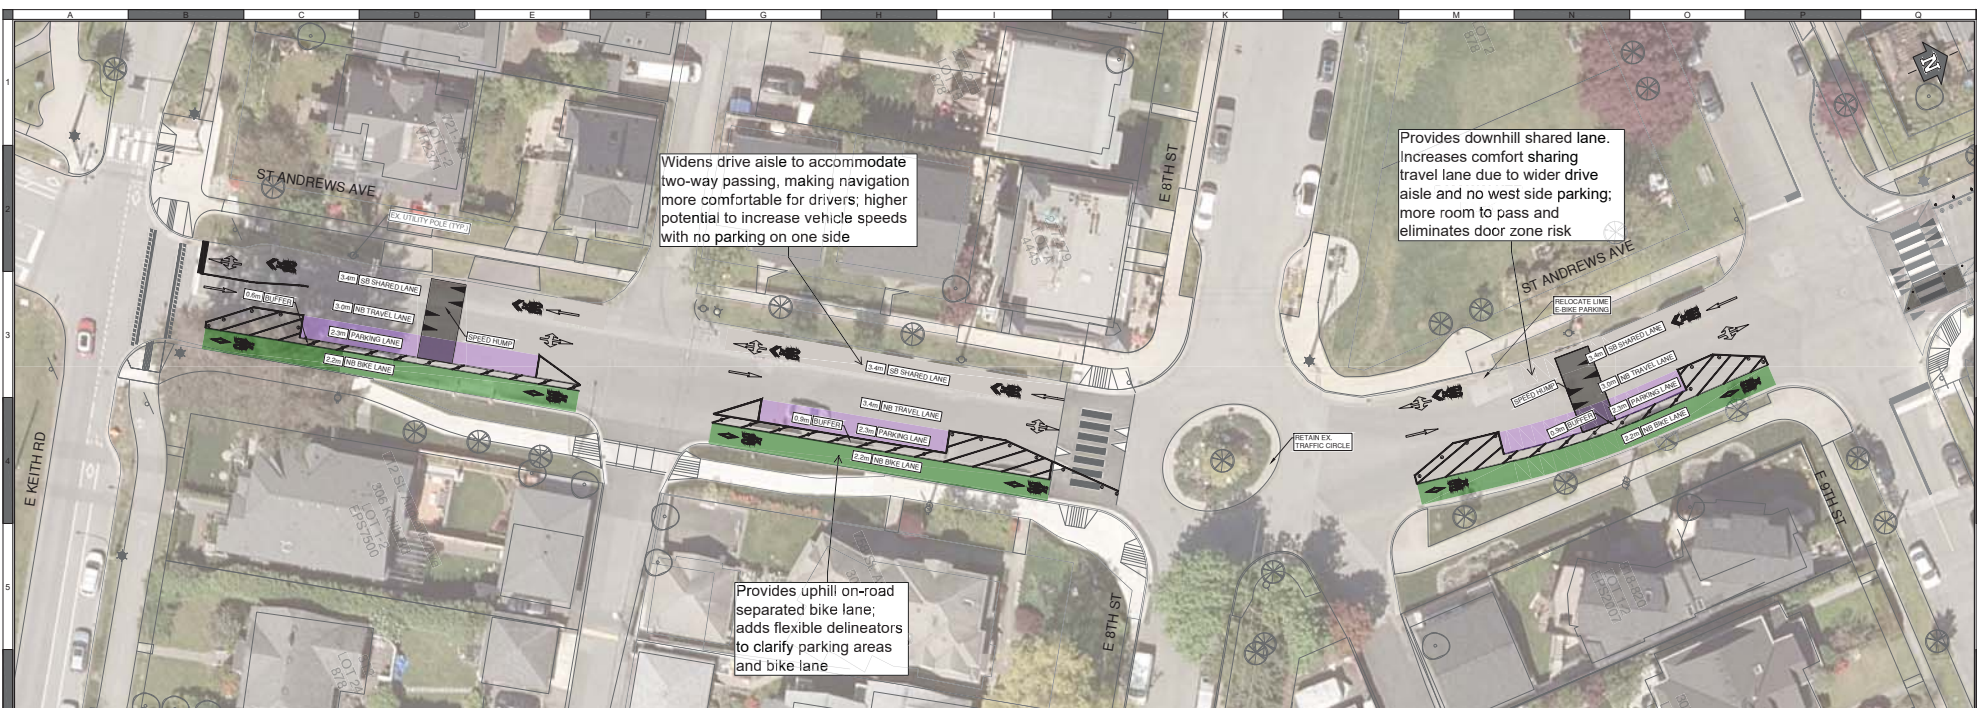 A B C D E F G H I J K L M N O P Q
1
2
3
4
5
N
ST ANDREWS AVE
EX. UTILITY POLE (TYP.)
Widens drive aisle to accommodate
two-way passing, making navigation
more comfortable for drivers; higher
potential to increase vehicle speeds
with no parking on one side
E 8TH ST
Provides downhill shared lane.
Increases comfort sharing
travel lane due to wider drive
aisle and no west side parking;
more room to pass and
eliminates door zone risk
ST ANDREWS AVE
RELOCATE LIME
E-BIKE PARKING
3.4m SB SHARED LANE
0.6m BUFFER
3.0m NB TRAVEL LANE
2.3m PARKING LANE
SPEED HUMP
2.2m NB BIKE LANE
3.4m SB SHARED LANE
3.4m NB TRAVEL LANE
0.9m BUFFER
2.3m PARKING LANE
2.2m NB BIKE LANE
3.4m SB SHARED LANE
3.0m NB TRAVEL LANE
SPEED HUMP
2.3m PARKING LANE
0.9m BUFFER
2.2m NB BIKE LANE
RETAIN EX.
TRAFFIC CIRCLE
E KEITH RD
Provides uphill on-road
separated bike lane;
adds flexible delineators
to clarify parking areas
and bike lane
E 8TH ST
E 9TH ST
LOT 2
878
EPS7500